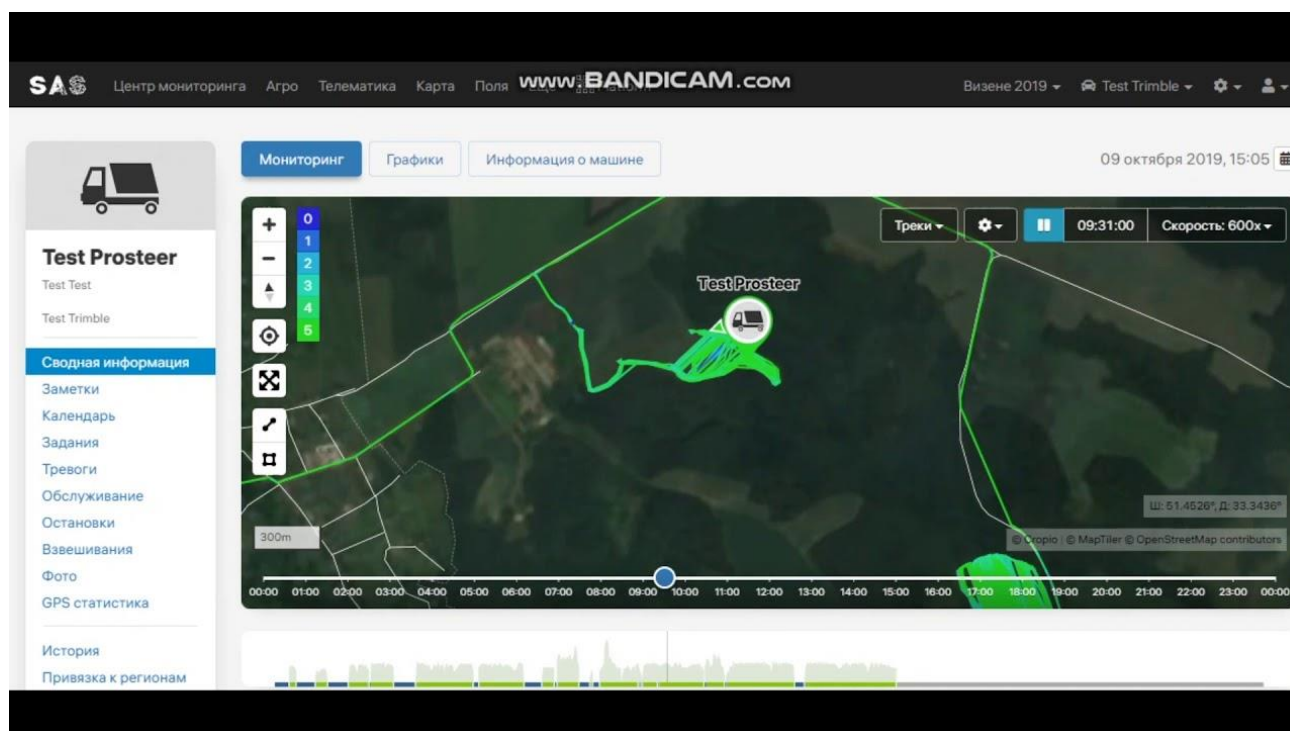 www.BANDICAM.com
SAS Центр мониторинга Агро Телематика Карта Поля Визене 2019 Test Trimble
Мониторинг Графики Информация о машине 09 октября 2019, 15:05
Test Prosteer
Test Test
Test Trimble
Сводная информация
Заметки
Календарь
Задания
Тревоги
Обслуживание
Остановки
Взвешивания
Фото
GPS статистика
История
Привязка к регионам
+
−
0
1
2
3
4
5
Треки 09:31:00 Скорость: 600x
Test Prosteer
Ш: 51.4526°, Д: 33.3436°
300m
© Cropio | © MapTiler © OpenStreetMap contributors
00:00 01:00 02:00 03:00 04:00 05:00 06:00 07:00 08:00 09:00 10:00 11:00 12:00 13:00 14:00 15:00 16:00 17:00 18:00 19:00 20:00 21:00 22:00 23:00 00:00